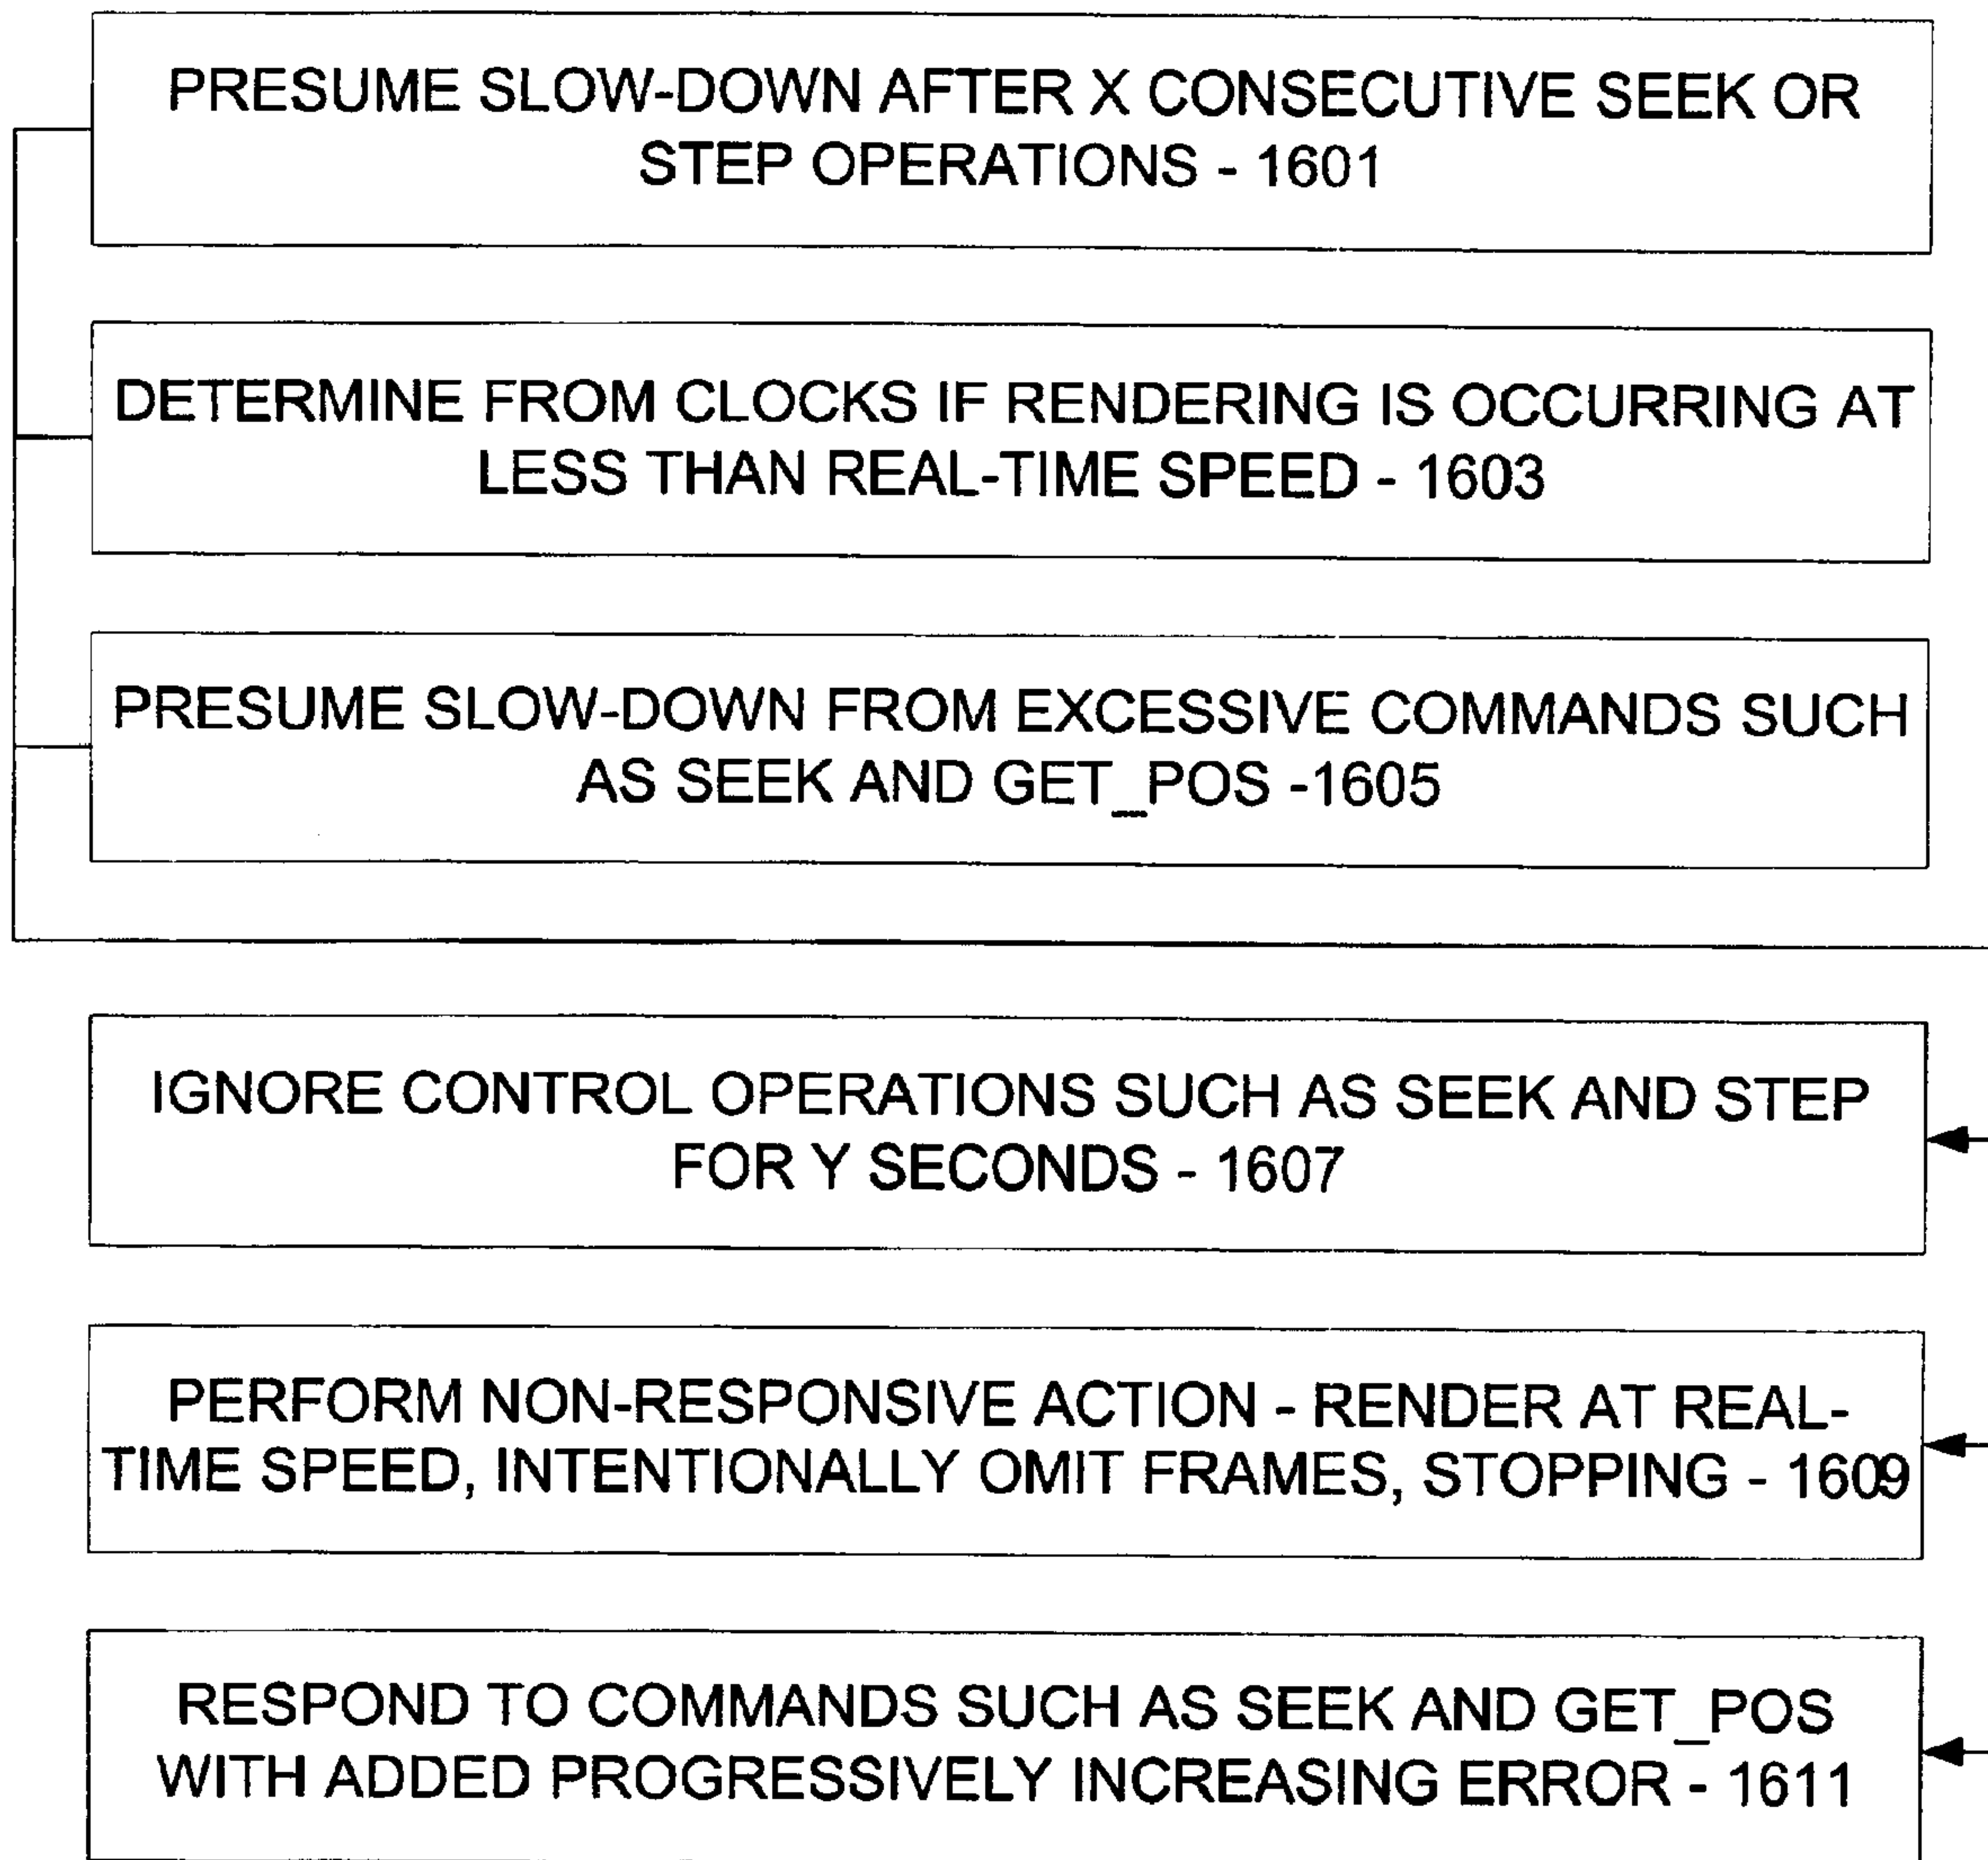 PRESUME SLOW-DOWN AFTER X CONSECUTIVE SEEK OR
STEP OPERATIONS - 1601
DETERMINE FROM CLOCKS IF RENDERING IS OCCURRING AT
LESS THAN REAL-TIME SPEED - 1603
PRESUME SLOW-DOWN FROM EXCESSIVE COMMANDS SUCH
AS SEEK AND GET_POS -1605
IGNORE CONTROL OPERATIONS SUCH AS SEEK AND STEP
FOR Y SECONDS - 1607
PERFORM NON-RESPONSIVE ACTION - RENDER AT REAL-
TIME SPEED, INTENTIONALLY OMIT FRAMES, STOPPING - 1609
RESPOND TO COMMANDS SUCH AS SEEK AND GET_POS
WITH ADDED PROGRESSIVELY INCREASING ERROR - 1611